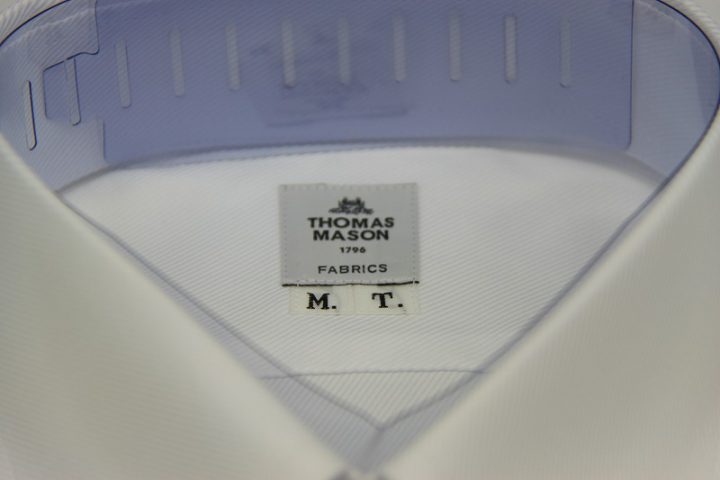 THOMAS
MASON
1796
FABRICS
M. T.